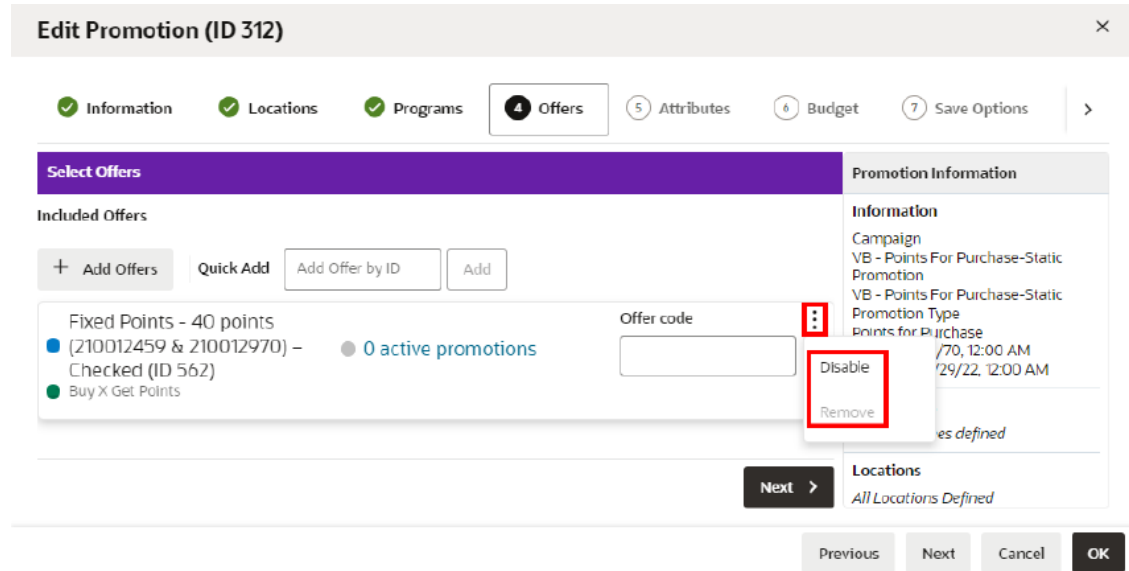 Edit Promotion (ID 312)
Information
Locations
Programs
4 Offers
5 Attributes
6 Budget
7 Save Options
Select Offers
Included Offers
+ Add Offers
Quick Add
Add Offer by ID
Add
Fixed Points - 40 points
(210012459 & 210012970) –
Checked (ID 562)
Buy X Get Points
0 active promotions
Offer code
Disable
Remove
Next
Promotion Information
Information
Campaign
VB - Points For Purchase-Static
Promotion
VB - Points For Purchase-Static
Promotion Type
Points for Purchase
/70, 12:00 AM
/29/22, 12:00 AM
defined
Locations
All Locations Defined
Previous
Next
Cancel
OK